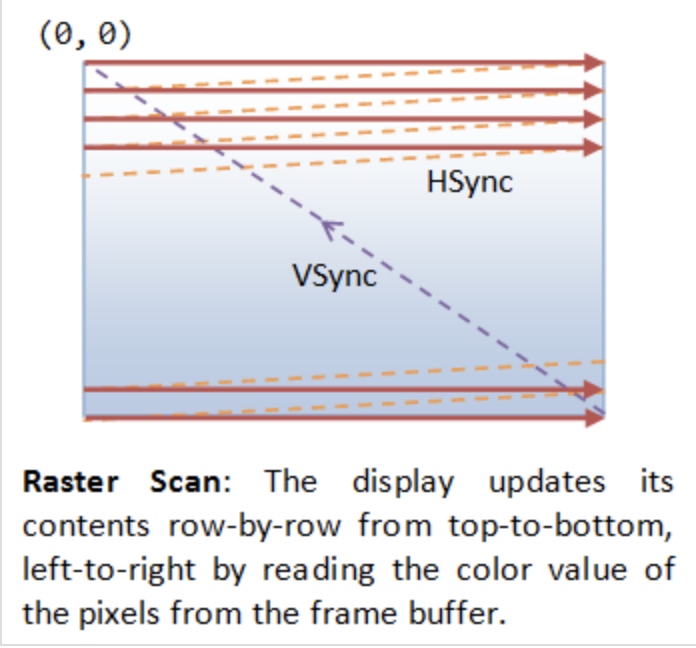 (0, 0)
HSync
VSync
Raster Scan: The display updates its
contents row-by-row from top-to-bottom,
left-to-right by reading the color value of
the pixels from the frame buffer.